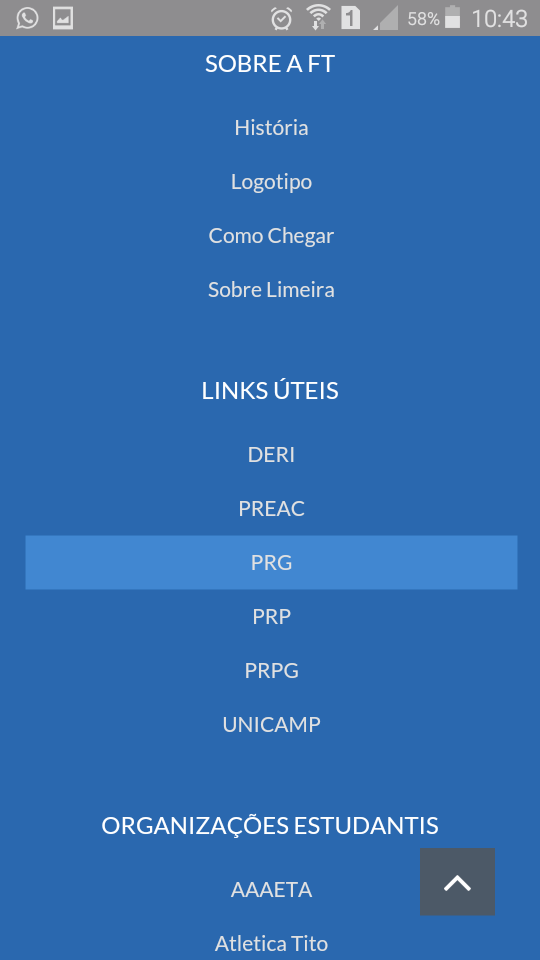 1 58% 10:43
SOBRE A FT
História
Logotipo
Como Chegar
Sobre Limeira
LINKS ÚTEIS
DERI
PREAC
PRG
PRP
PRPG
UNICAMP
ORGANIZAÇÕES ESTUDANTIS
AAAETA
Atletica Tito